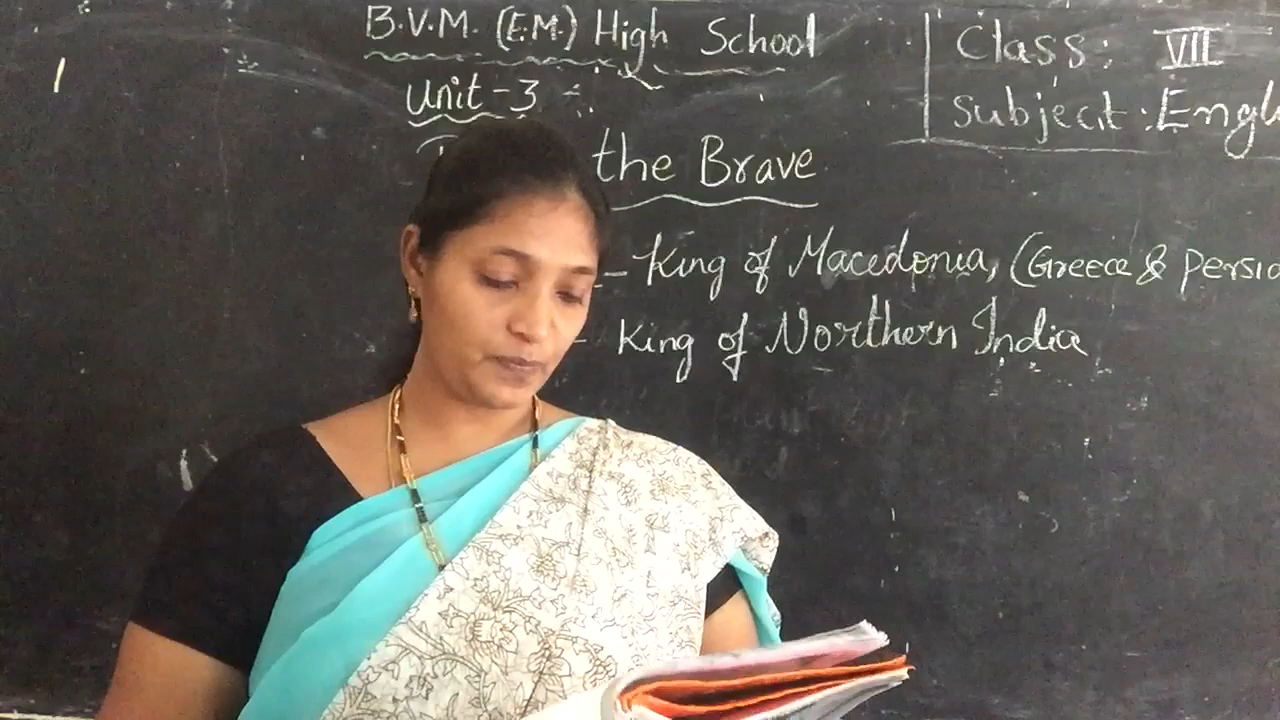 B.V.M. (E.M.) High School
Unit-3
the Brave
- King of Macedonia, (Greece & Persia
- King of Northern India
Class: VII
Subject: Engl